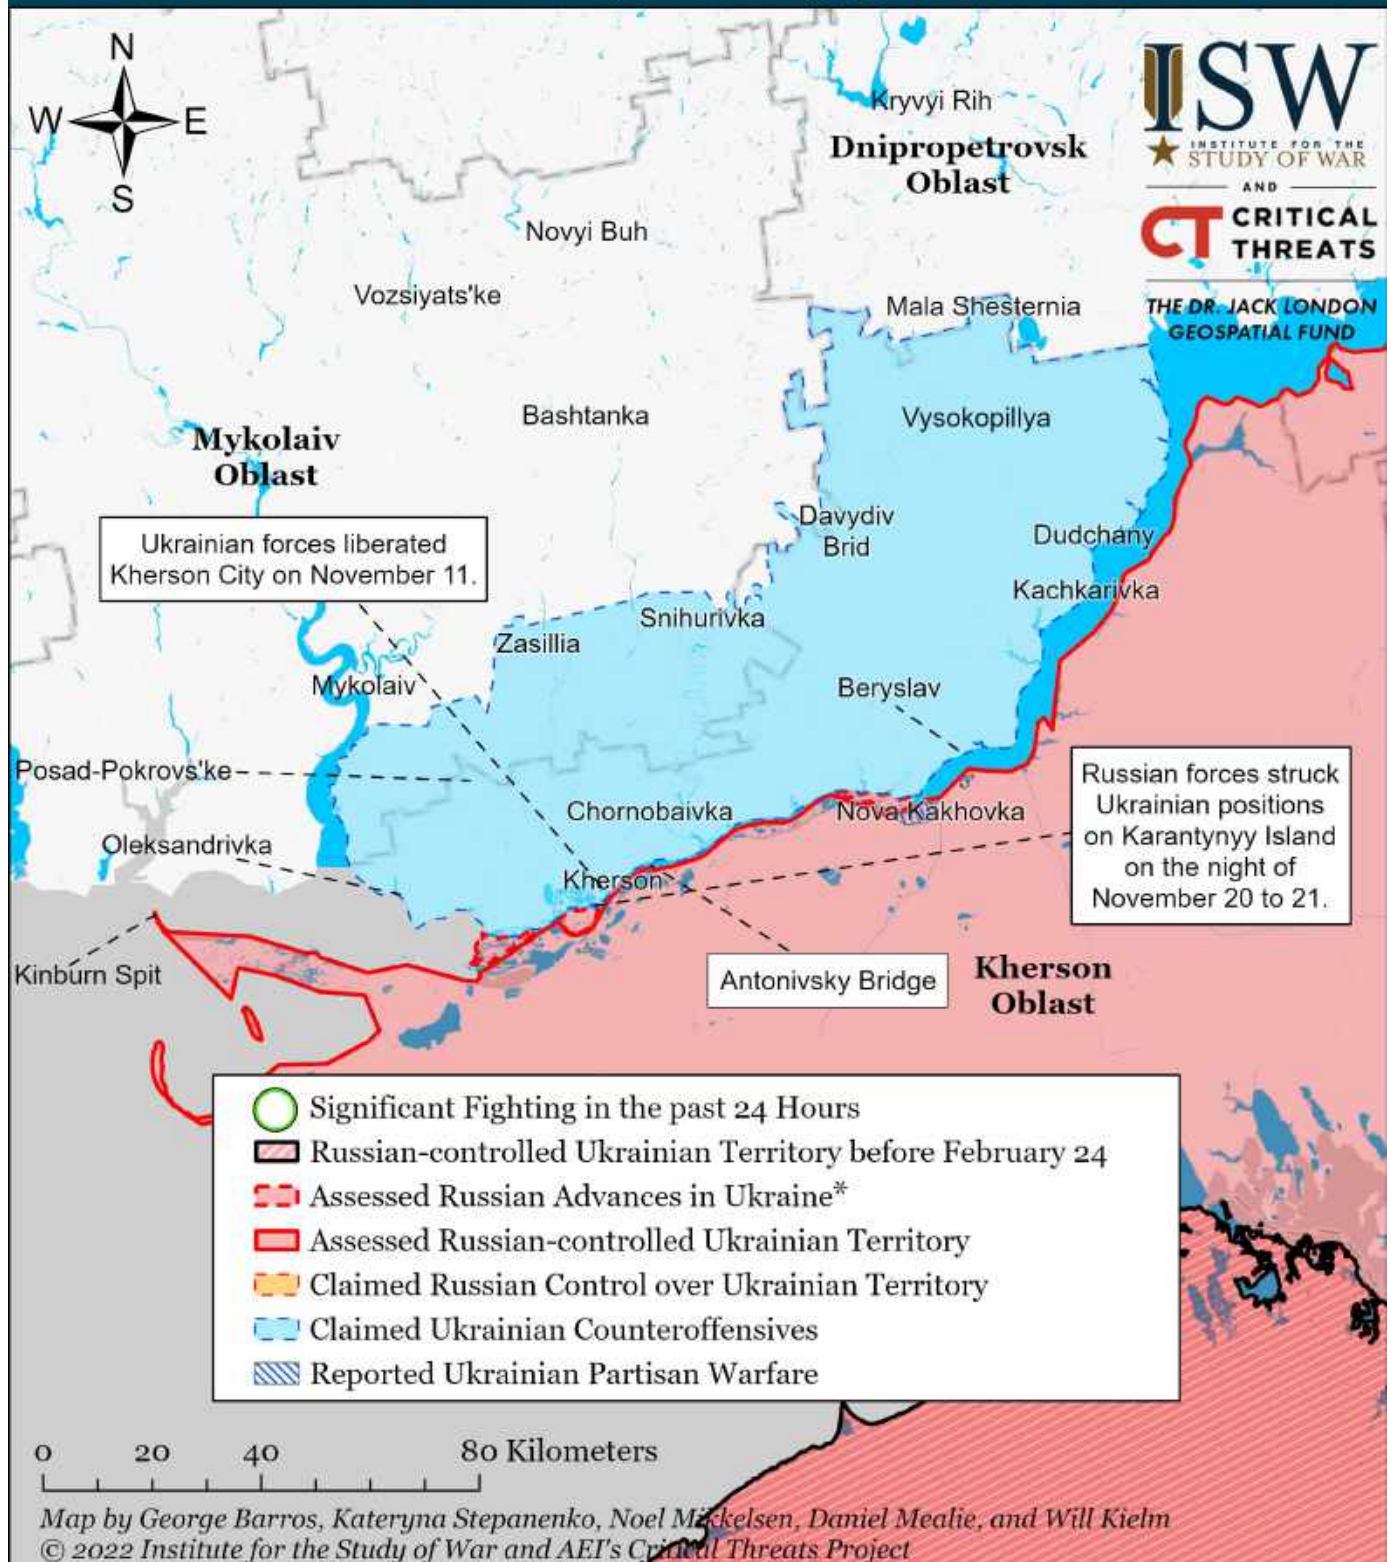 N
W
E
S
ISW
INSTITUTE FOR THE
STUDY OF WAR
AND
CT CRITICAL
THREATS
THE DR. JACK LONDON
GEOSPATIAL FUND
Kryvyi Rih
Dnipropetrovsk
Oblast
Novyi Buh
Vozsiyats'ke
Mala Shesternia
Bashtanka
Vysokopillya
Mykolaiv
Oblast
Davydiv
Brid
Dudchany
Ukrainian forces liberated
Kherson City on November 11.
Kachkarivka
Snihurivka
Zasillia
Mykolaiv
Beryslav
Posad-Pokrovs'ke
Russian forces struck
Ukrainian positions
on Karantynyy Island
on the night of
November 20 to 21.
Chornobaivka
Nova Kakhovka
Oleksandrivka
Kherson
Kinburn Spit
Antonivsky Bridge
Kherson
Oblast
Significant Fighting in the past 24 Hours
Russian-controlled Ukrainian Territory before February 24
Assessed Russian Advances in Ukraine*
Assessed Russian-controlled Ukrainian Territory
Claimed Russian Control over Ukrainian Territory
Claimed Ukrainian Counteroffensives
Reported Ukrainian Partisan Warfare
0 20 40 80 Kilometers
Map by George Barros, Kateryna Stepanenko, Noel Mikkelsen, Daniel Mealie, and Will Kielm
© 2022 Institute for the Study of War and AEI's Critical Threats Project